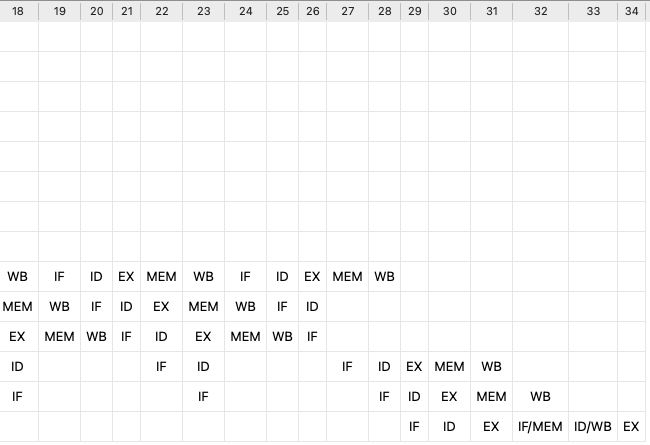 18 19 20 21 22 23 24 25 26 27 28 29 30 31 32 33 34
WB IF ID EX MEM WB IF ID EX MEM WB
MEM WB IF ID EX MEM WB IF ID
EX MEM WB IF ID EX MEM WB IF
ID IF ID IF ID EX MEM WB
IF IF IF ID EX MEM WB
IF ID EX IF/MEM ID/WB EX